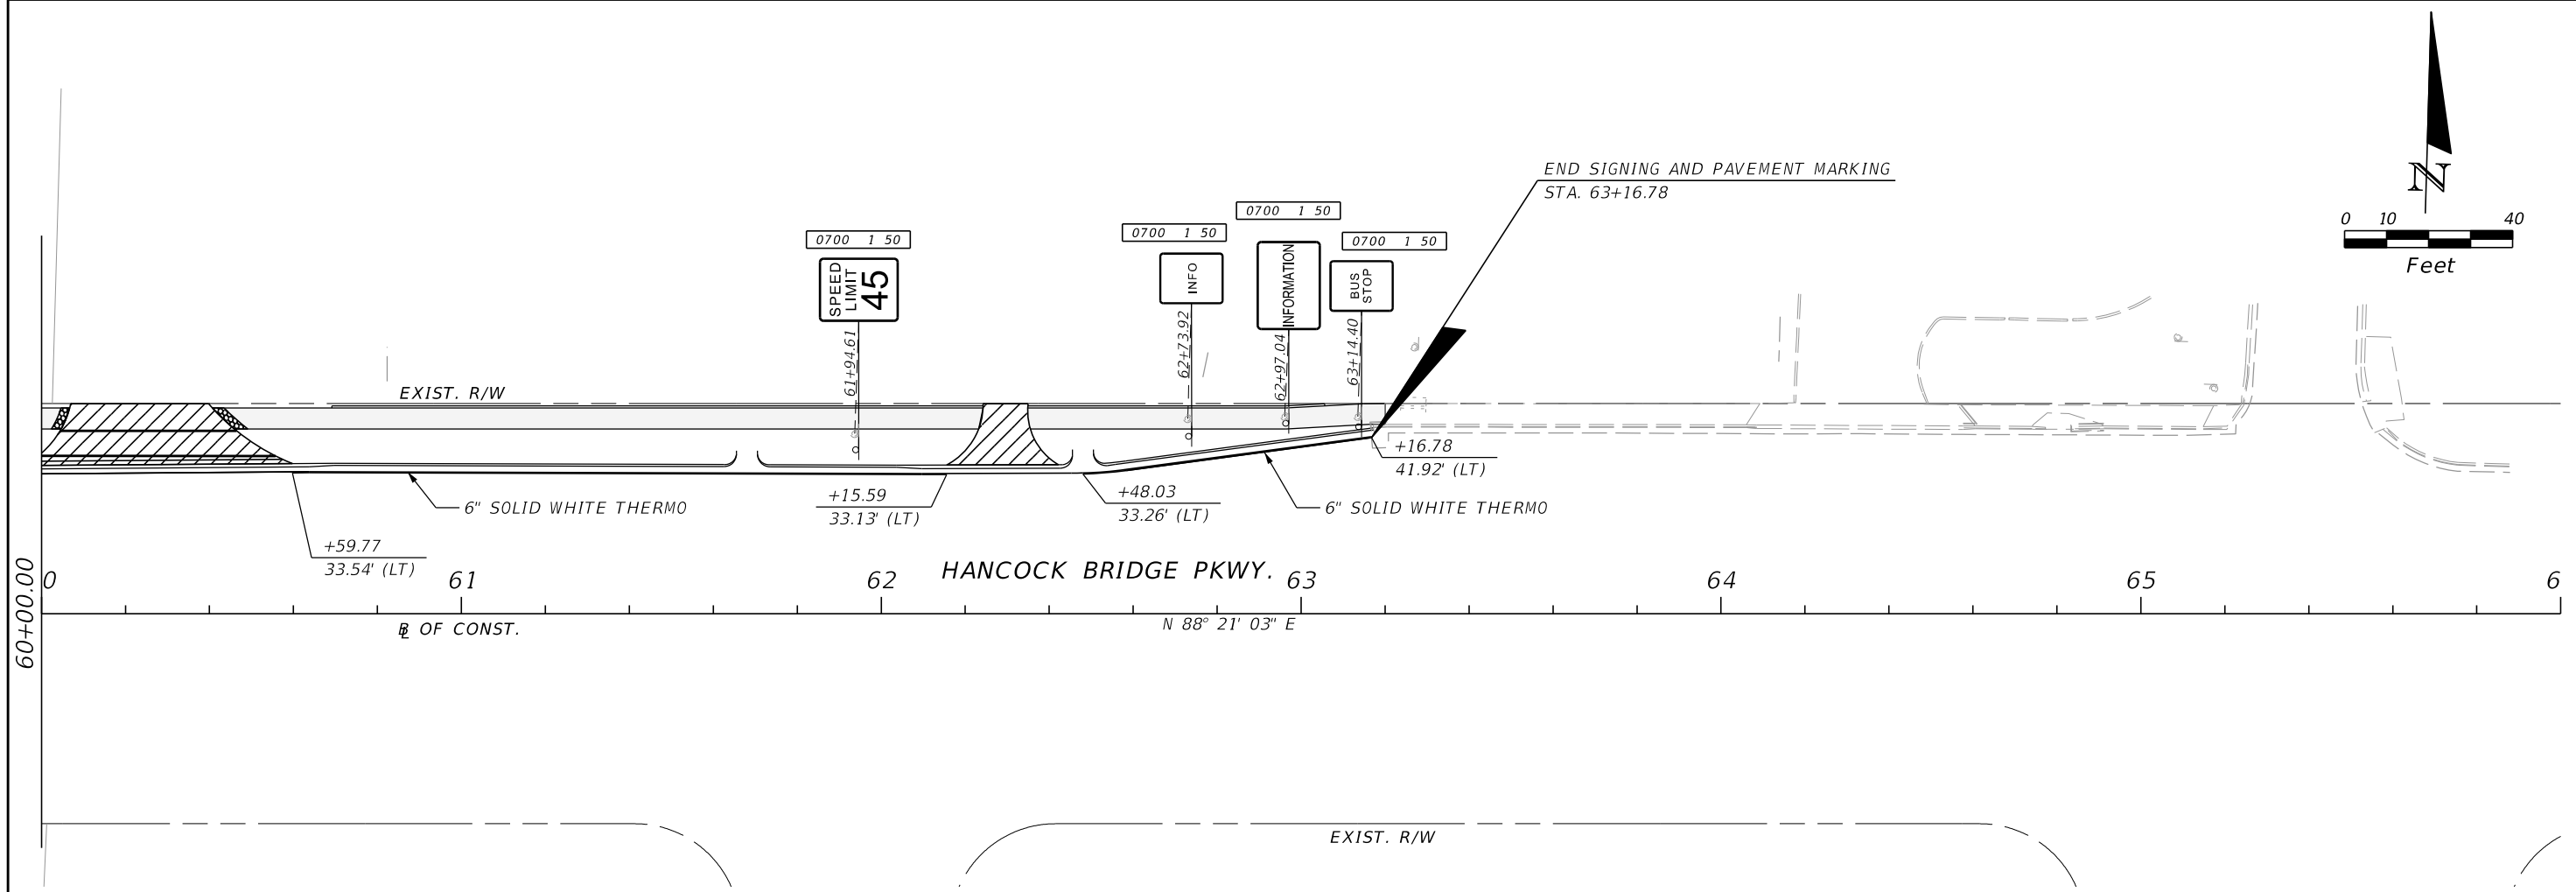 END SIGNING AND PAVEMENT MARKING
STA. 63+16.78
N
0 10 40
Feet
0700 1 50
0700 1 50
0700 1 50
0700 1 50
SPEED
LIMIT
45
INFO
INFORMATION
BUS
STOP
61+94.61
62+73.92
62+97.04
63+14.40
EXIST. R/W
+16.78
41.92' (LT)
6" SOLID WHITE THERMO
+15.59
33.13' (LT)
+48.03
33.26' (LT)
6" SOLID WHITE THERMO
+59.77
33.54' (LT)
60+00.00
HANCOCK BRIDGE PKWY.
0 61 62 63 64 65 6
BL OF CONST.
N 88° 21' 03" E
EXIST. R/W